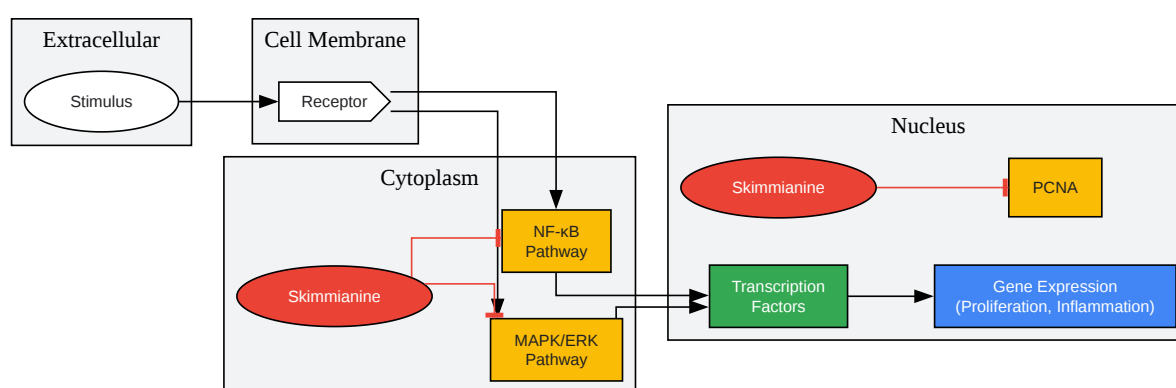 Extracellular
Stimulus
Cell Membrane
Receptor
Cytoplasm
NF-κB
Pathway
Skimmianine
MAPK/ERK
Pathway
Nucleus
Skimmianine
PCNA
Transcription
Factors
Gene Expression
(Proliferation, Inflammation)